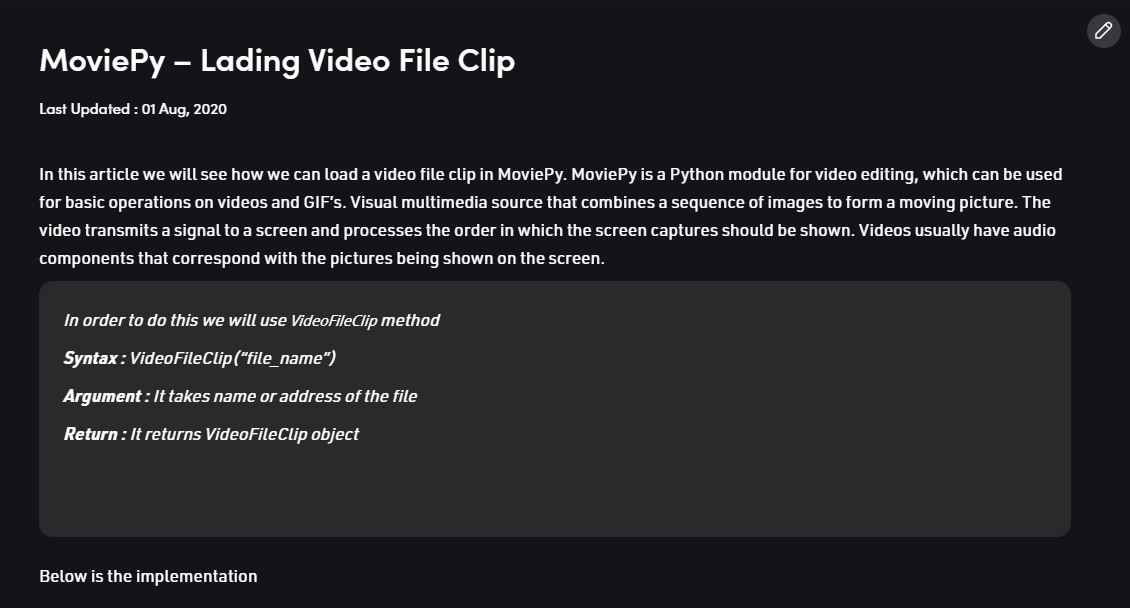 MoviePy – Lading Video File Clip
Last Updated : 01 Aug, 2020
In this article we will see how we can load a video file clip in MoviePy. MoviePy is a Python module for video editing, which can be used
for basic operations on videos and GIF’s. Visual multimedia source that combines a sequence of images to form a moving picture. The
video transmits a signal to a screen and processes the order in which the screen captures should be shown. Videos usually have audio
components that correspond with the pictures being shown on the screen.
In order to do this we will use VideoFileClip method
Syntax : VideoFileClip(“file_name”)
Argument : It takes name or address of the file
Return : It returns VideoFileClip object
Below is the implementation